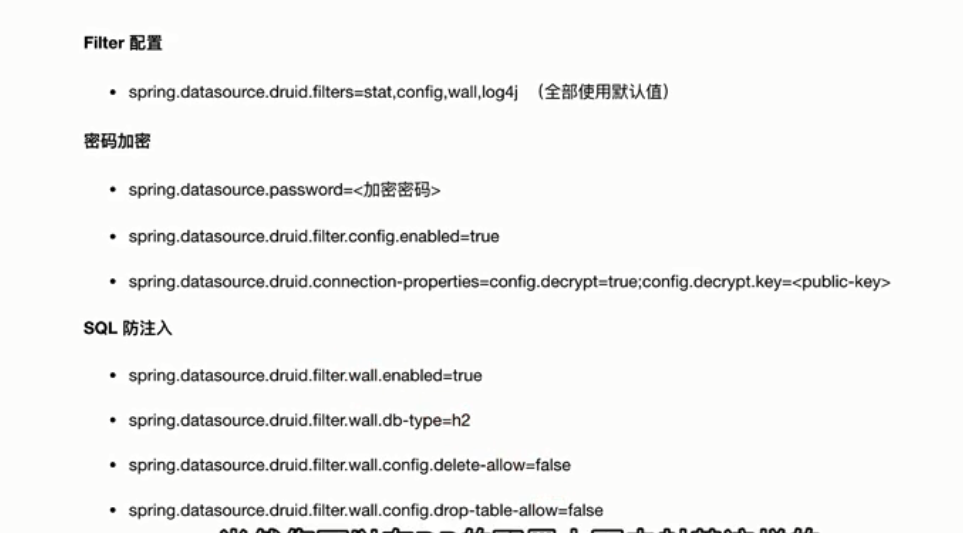 Filter 配置
• spring.datasource.druid.filters=stat,config,wall,log4j （全部使用默认值）
密码加密
• spring.datasource.password=<加密密码>
• spring.datasource.druid.filter.config.enabled=true
• spring.datasource.druid.connection-properties=config.decrypt=true;config.decrypt.key=<public-key>
SQL 防注入
• spring.datasource.druid.filter.wall.enabled=true
• spring.datasource.druid.filter.wall.db-type=h2
• spring.datasource.druid.filter.wall.config.delete-allow=false
• spring.datasource.druid.filter.wall.config.drop-table-allow=false